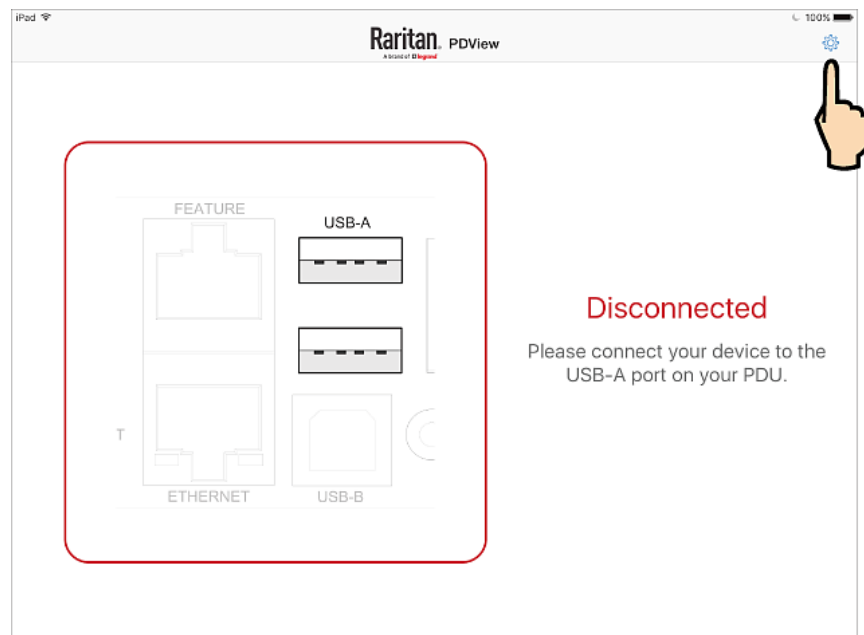 iPad
100%
Raritan. PDView
A brand of legrand
FEATURE
USB-A
Disconnected
Please connect your device to the
USB-A port on your PDU.
T
ETHERNET
USB-B